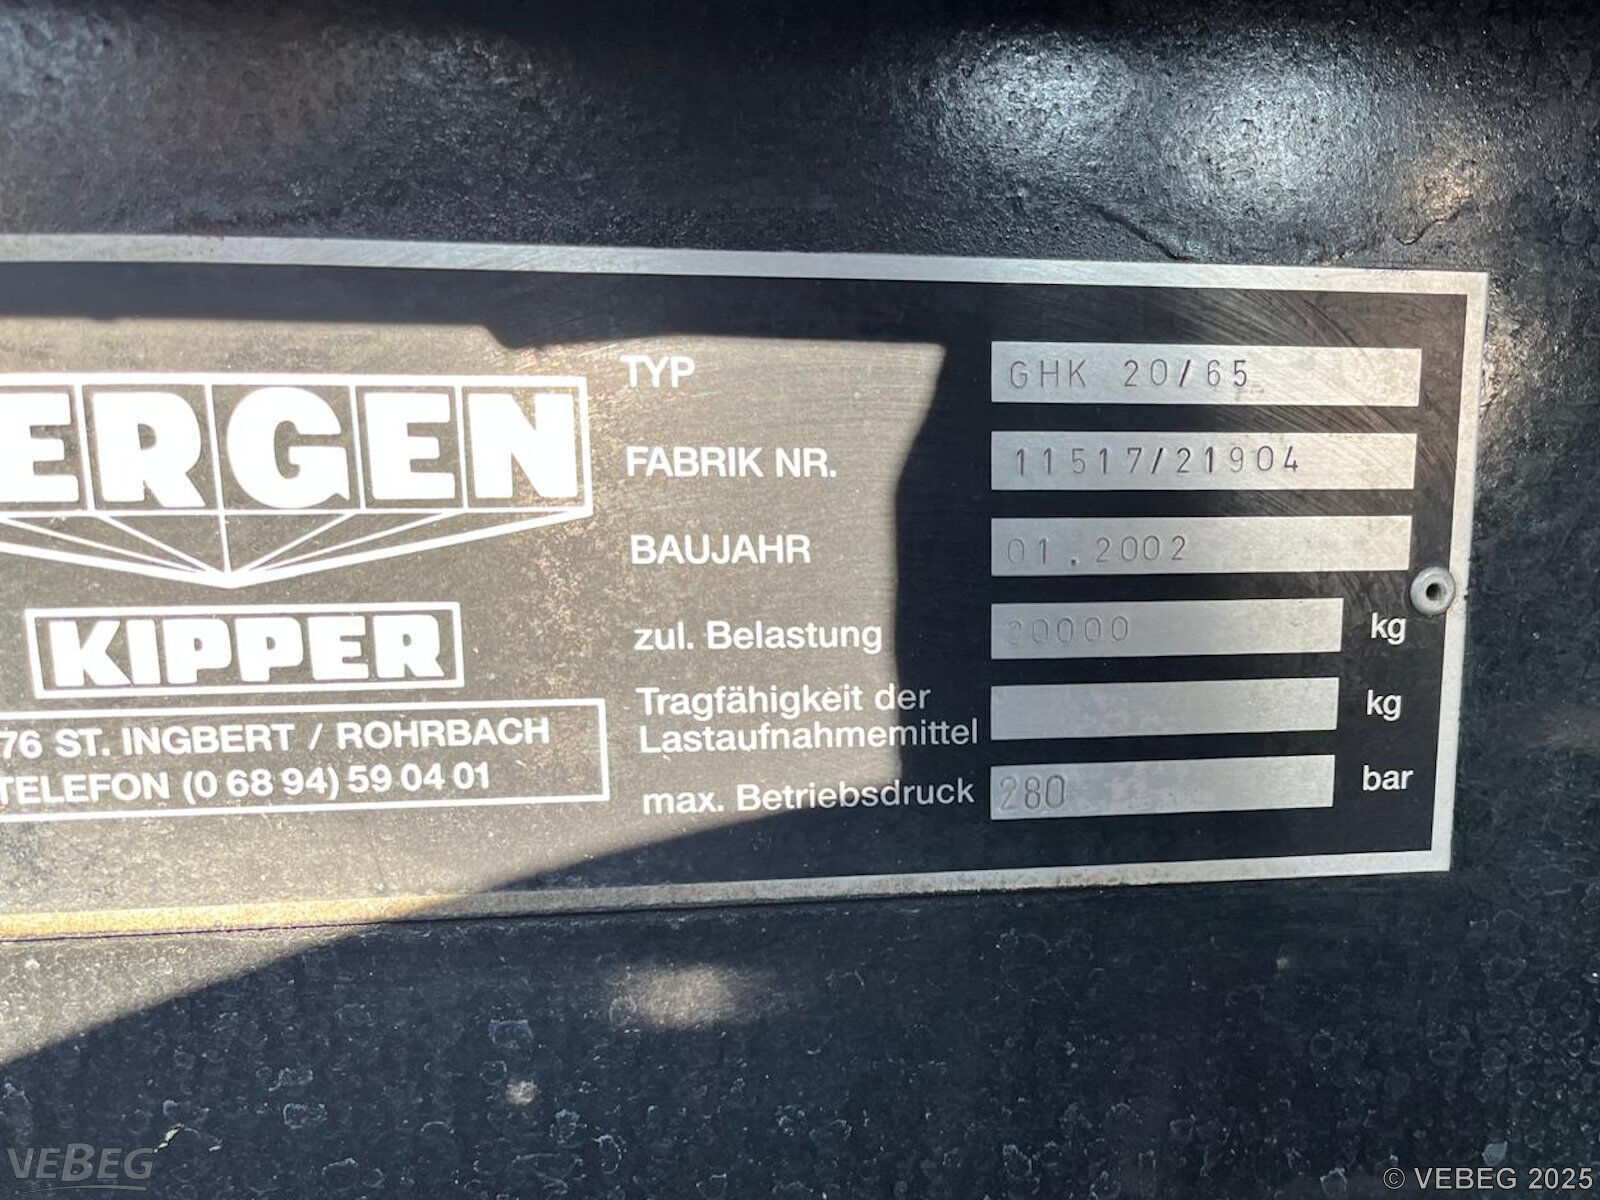 ERGEN
KIPPER
76 ST. INGBERT / ROHRBACH
TELEFON (0 68 94) 59 04 01
TYP GHK 20/65
FABRIK NR. 11517/21904
BAUJAHR 01.2002
zul. Belastung kg
Tragfähigkeit der
Lastaufnahmemittel kg
max. Betriebsdruck 280 bar
VEBEG
© VEBEG 2025